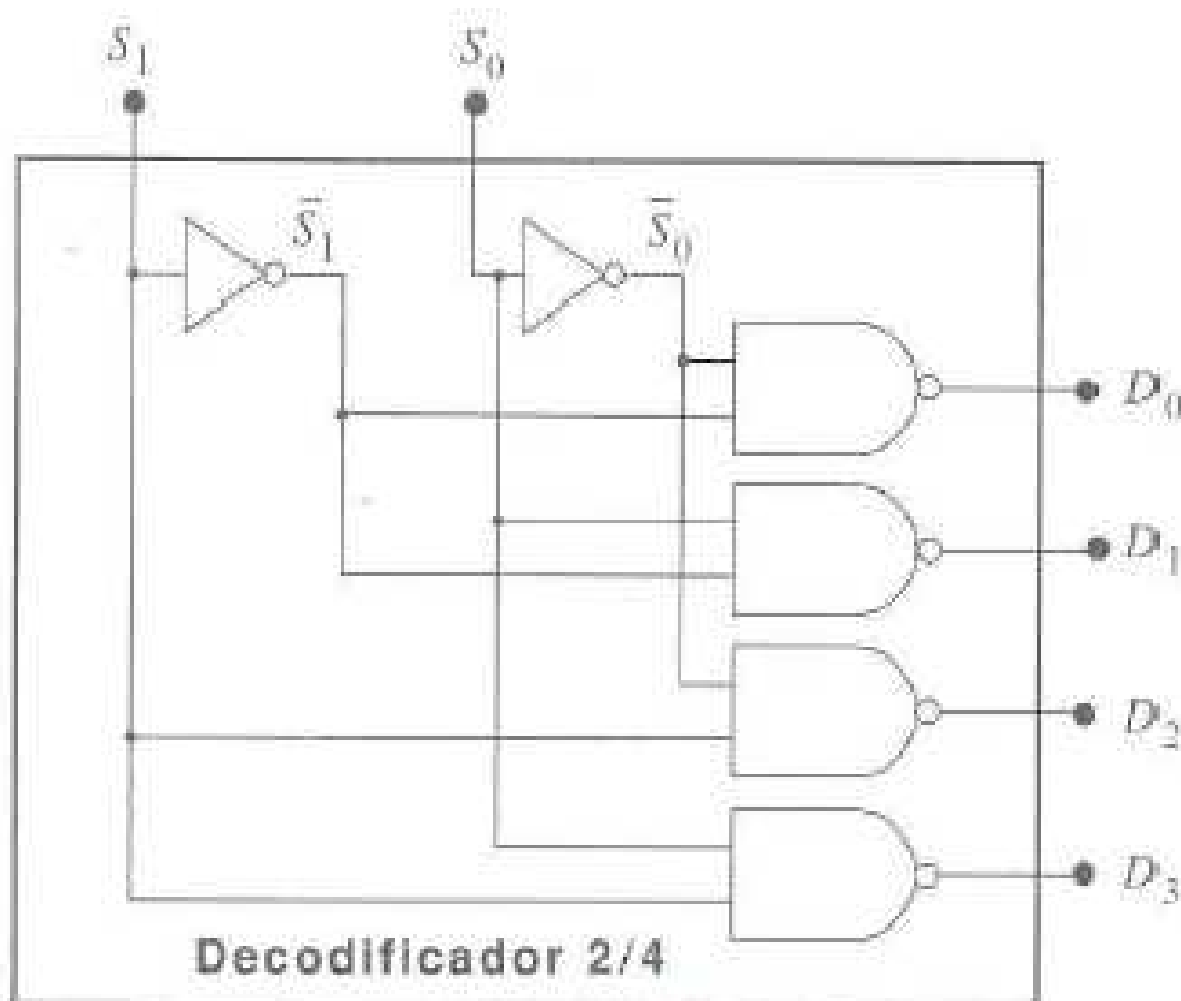 S₁
S₀
S̄₁
S̄₀
D₀
D₁
D₂
D₃
Decodificador 2/4